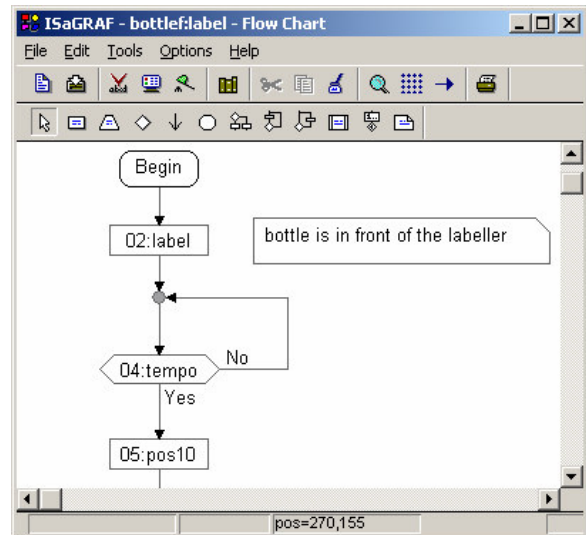 ISaGRAF - bottlef:label - Flow Chart
File Edit Tools Options Help
Begin
02:label
bottle is in front of the labeller
No
04:tempo
Yes
05:pos10
pos=270,155